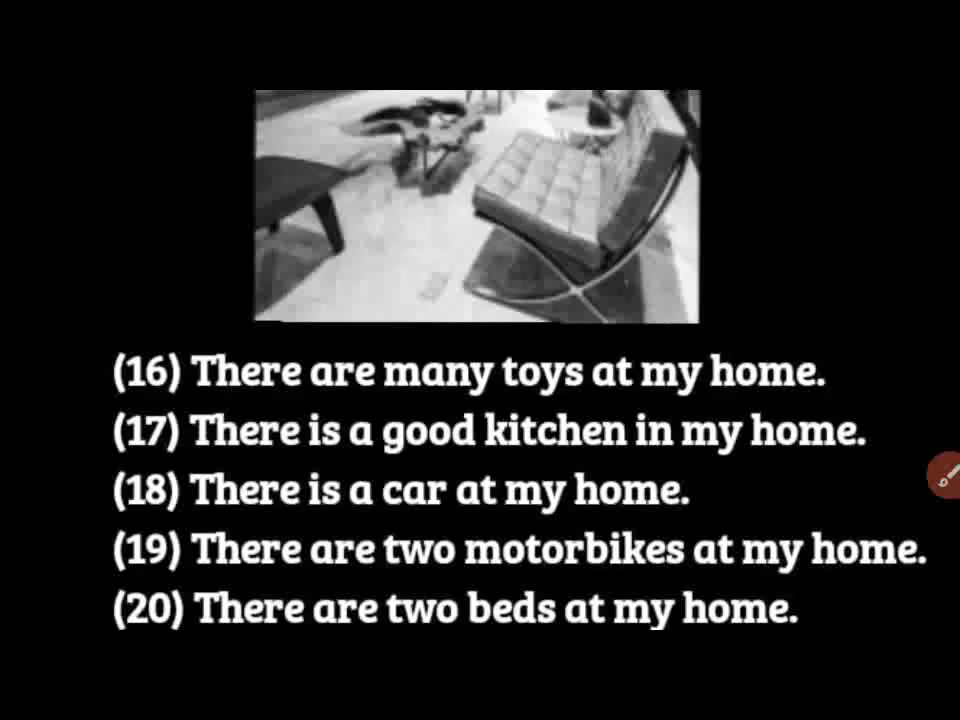 (16) There are many toys at my home.
(17) There is a good kitchen in my home.
(18) There is a car at my home.
(19) There are two motorbikes at my home.
(20) There are two beds at my home.